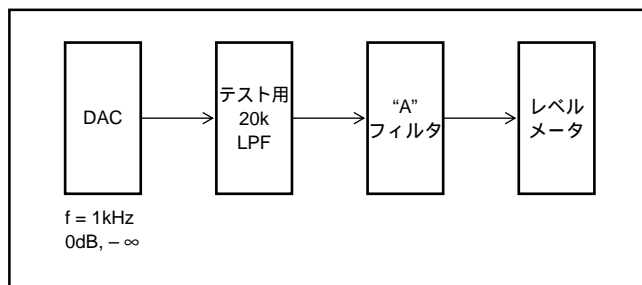 DAC
テスト用
20k
LPF
“A”
フィルタ
レベル
メータ
f = 1kHz
0dB, – ∞